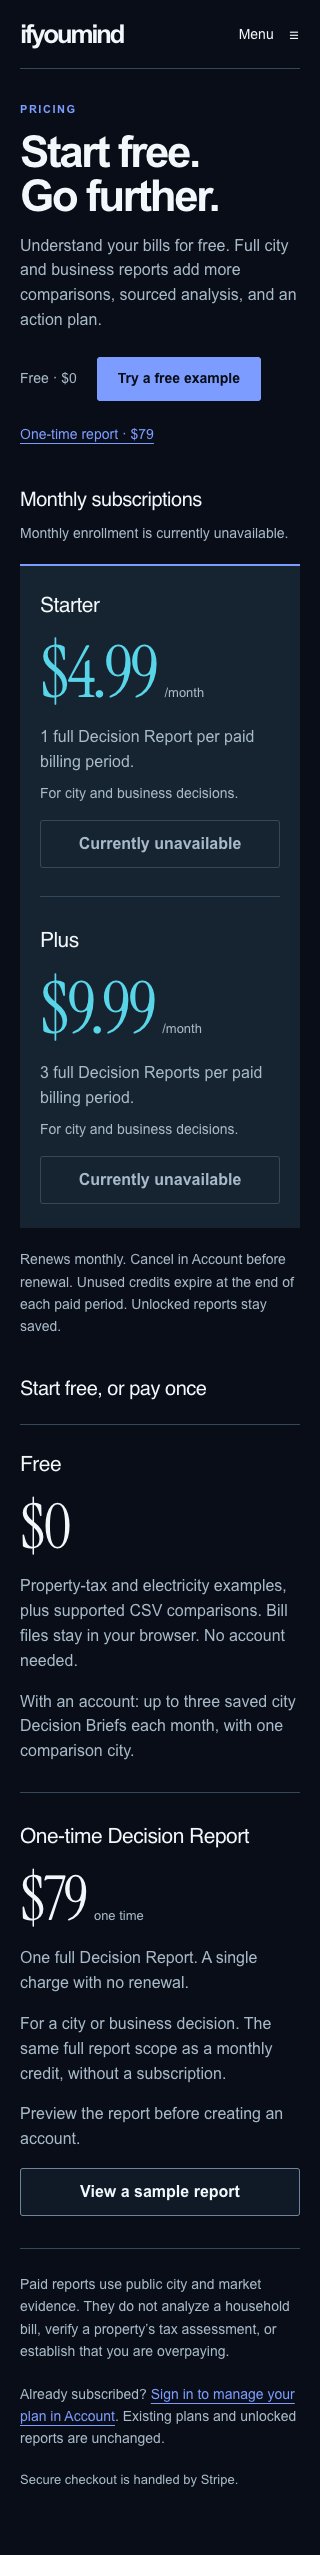 ifyoumind
Menu ≡
PRICING
Start free.
Go further.
Understand your bills for free. Full city
and business reports add more
comparisons, sourced analysis, and an
action plan.
Free · $0
Try a free example
One-time report · $79
Monthly subscriptions
Monthly enrollment is currently unavailable.
Starter
$4.99 /month
1 full Decision Report per paid
billing period.
For city and business decisions.
Currently unavailable
Plus
$9.99 /month
3 full Decision Reports per paid
billing period.
For city and business decisions.
Currently unavailable
Renews monthly. Cancel in Account before
renewal. Unused credits expire at the end of
each paid period. Unlocked reports stay
saved.
Start free, or pay once
Free
$0
Property-tax and electricity examples,
plus supported CSV comparisons. Bill
files stay in your browser. No account
needed.
With an account: up to three saved city
Decision Briefs each month, with one
comparison city.
One-time Decision Report
$79 one time
One full Decision Report. A single
charge with no renewal.
For a city or business decision. The
same full report scope as a monthly
credit, without a subscription.
Preview the report before creating an
account.
View a sample report
Paid reports use public city and market
evidence. They do not analyze a household
bill, verify a property's tax assessment, or
establish that you are overpaying.
Already subscribed? Sign in to manage your
plan in Account. Existing plans and unlocked
reports are unchanged.
Secure checkout is handled by Stripe.